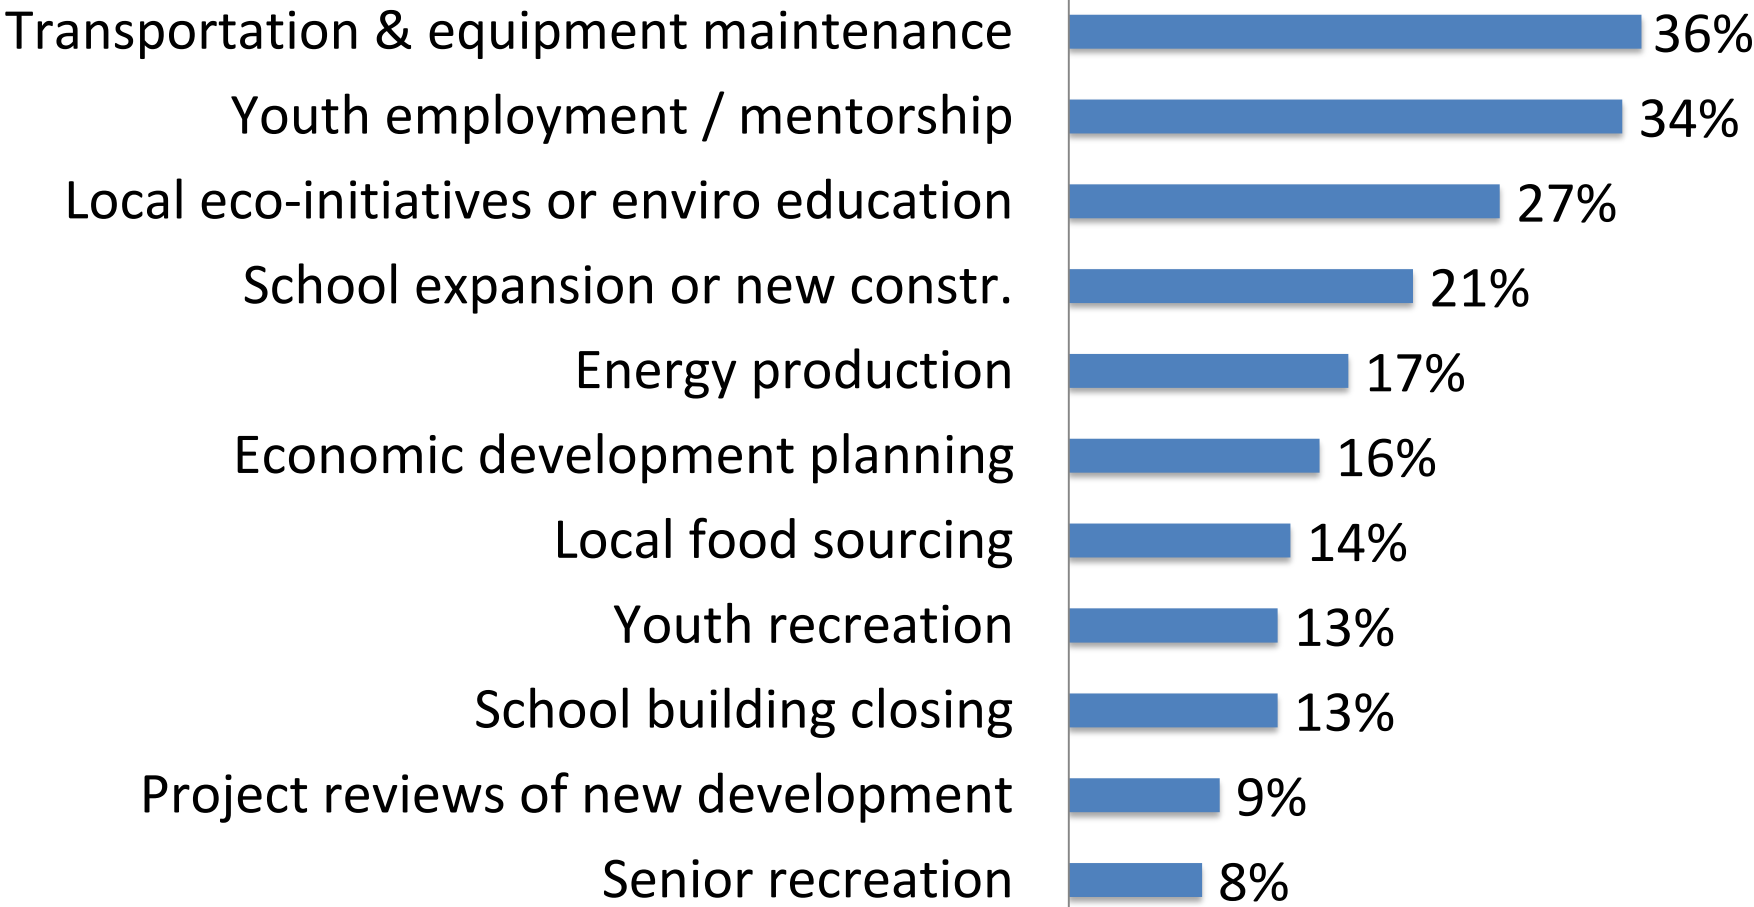 Transportation & equipment maintenance 36%
Youth employment / mentorship 34%
Local eco-initiatives or enviro education 27%
School expansion or new constr. 21%
Energy production 17%
Economic development planning 16%
Local food sourcing 14%
Youth recreation 13%
School building closing 13%
Project reviews of new development 9%
Senior recreation 8%